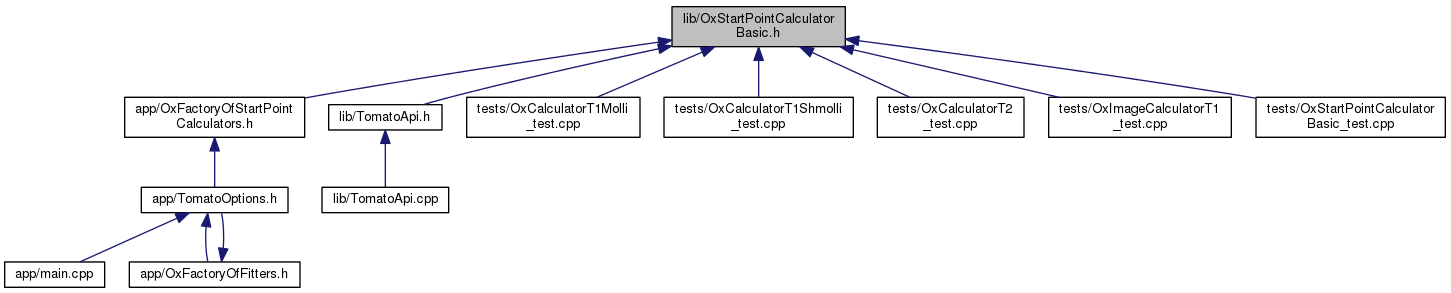 lib/OxStartPointCalculator
Basic.h
app/OxFactoryOfStartPoint
Calculators.h
lib/TomatoApi.h
tests/OxCalculatorT1Molli
_test.cpp
tests/OxCalculatorT1Shmolli
_test.cpp
tests/OxCalculatorT2
_test.cpp
tests/OxImageCalculatorT1
_test.cpp
tests/OxStartPointCalculator
Basic_test.cpp
app/TomatoOptions.h
lib/TomatoApi.cpp
app/main.cpp
app/OxFactoryOfFitters.h